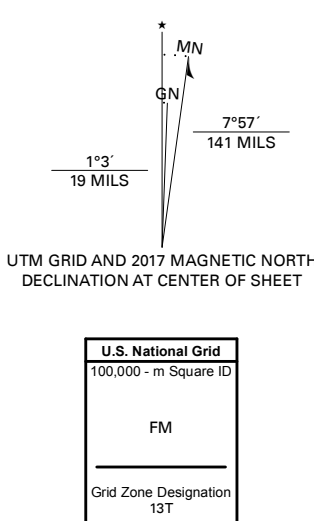 ★
MN
GN
7°57´
141 MILS
1°3´
19 MILS
UTM GRID AND 2017 MAGNETIC NORTH
DECLINATION AT CENTER OF SHEET
U.S. National Grid
100,000 - m Square ID
FM
Grid Zone Designation
13T